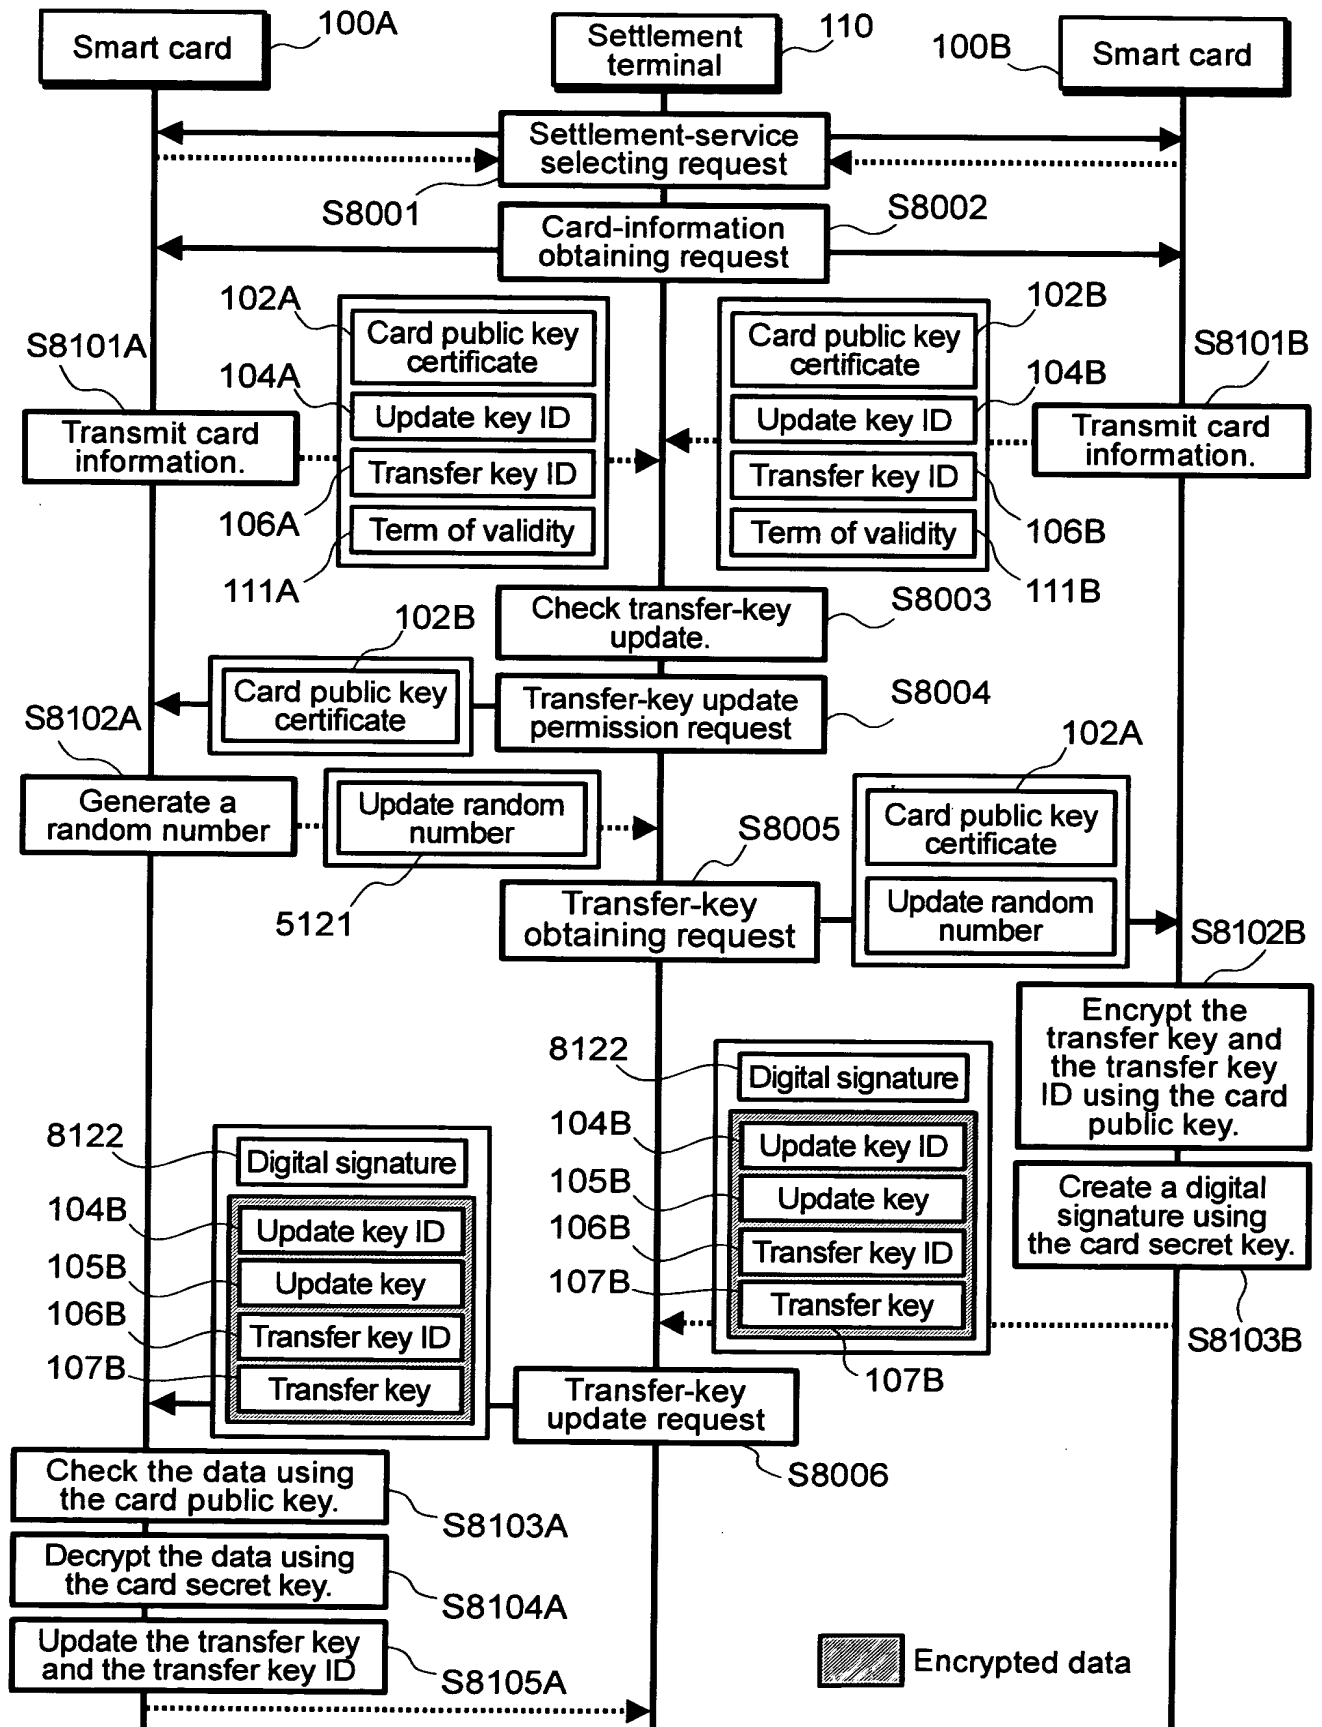 Smart card
100A
Settlement
terminal
110
100B
Smart card
Settlement-service
selecting request
S8001
S8002
Card-information
obtaining request
102A
Card public key
certificate
102B
Card public key
certificate
S8101A
S8101B
104A
Update key ID
Update key ID
104B
Transmit card
information.
Transmit card
information.
Transfer key ID
Transfer key ID
106A
106B
Term of validity
Term of validity
111A
111B
Check transfer-key
update.
S8003
102B
Card public key
certificate
Transfer-key update
permission request
S8004
S8102A
102A
Generate a
random number
Update random
number
5121
S8005
Card public key
certificate
Update random
number
Transfer-key
obtaining request
S8102B
Encrypt the
transfer key and
the transfer key
ID using the card
public key.
8122
Digital signature
104B
Update key ID
105B
Update key
106B
Transfer key ID
107B
Transfer key
107B
Create a digital
signature using
the card secret key.
S8103B
8122
Digital signature
104B
Update key ID
105B
Update key
106B
Transfer key ID
107B
Transfer key
Transfer-key
update request
S8006
Check the data using
the card public key.
S8103A
Decrypt the data using
the card secret key.
S8104A
Update the transfer key
and the transfer key ID
S8105A
Encrypted data